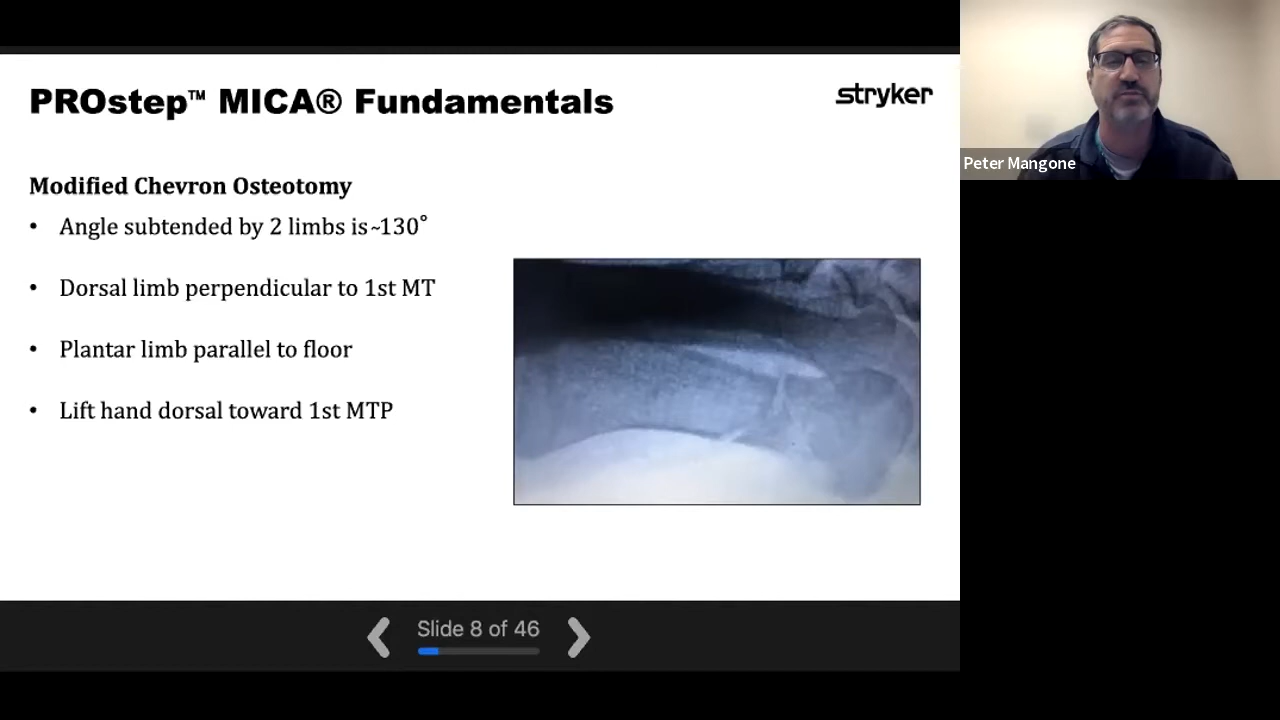 PROstep™ MICA® Fundamentals
stryker
Modified Chevron Osteotomy
• Angle subtended by 2 limbs is ~130°
• Dorsal limb perpendicular to 1st MT
• Plantar limb parallel to floor
• Lift hand dorsal toward 1st MTP
Slide 8 of 46
Peter Mangone